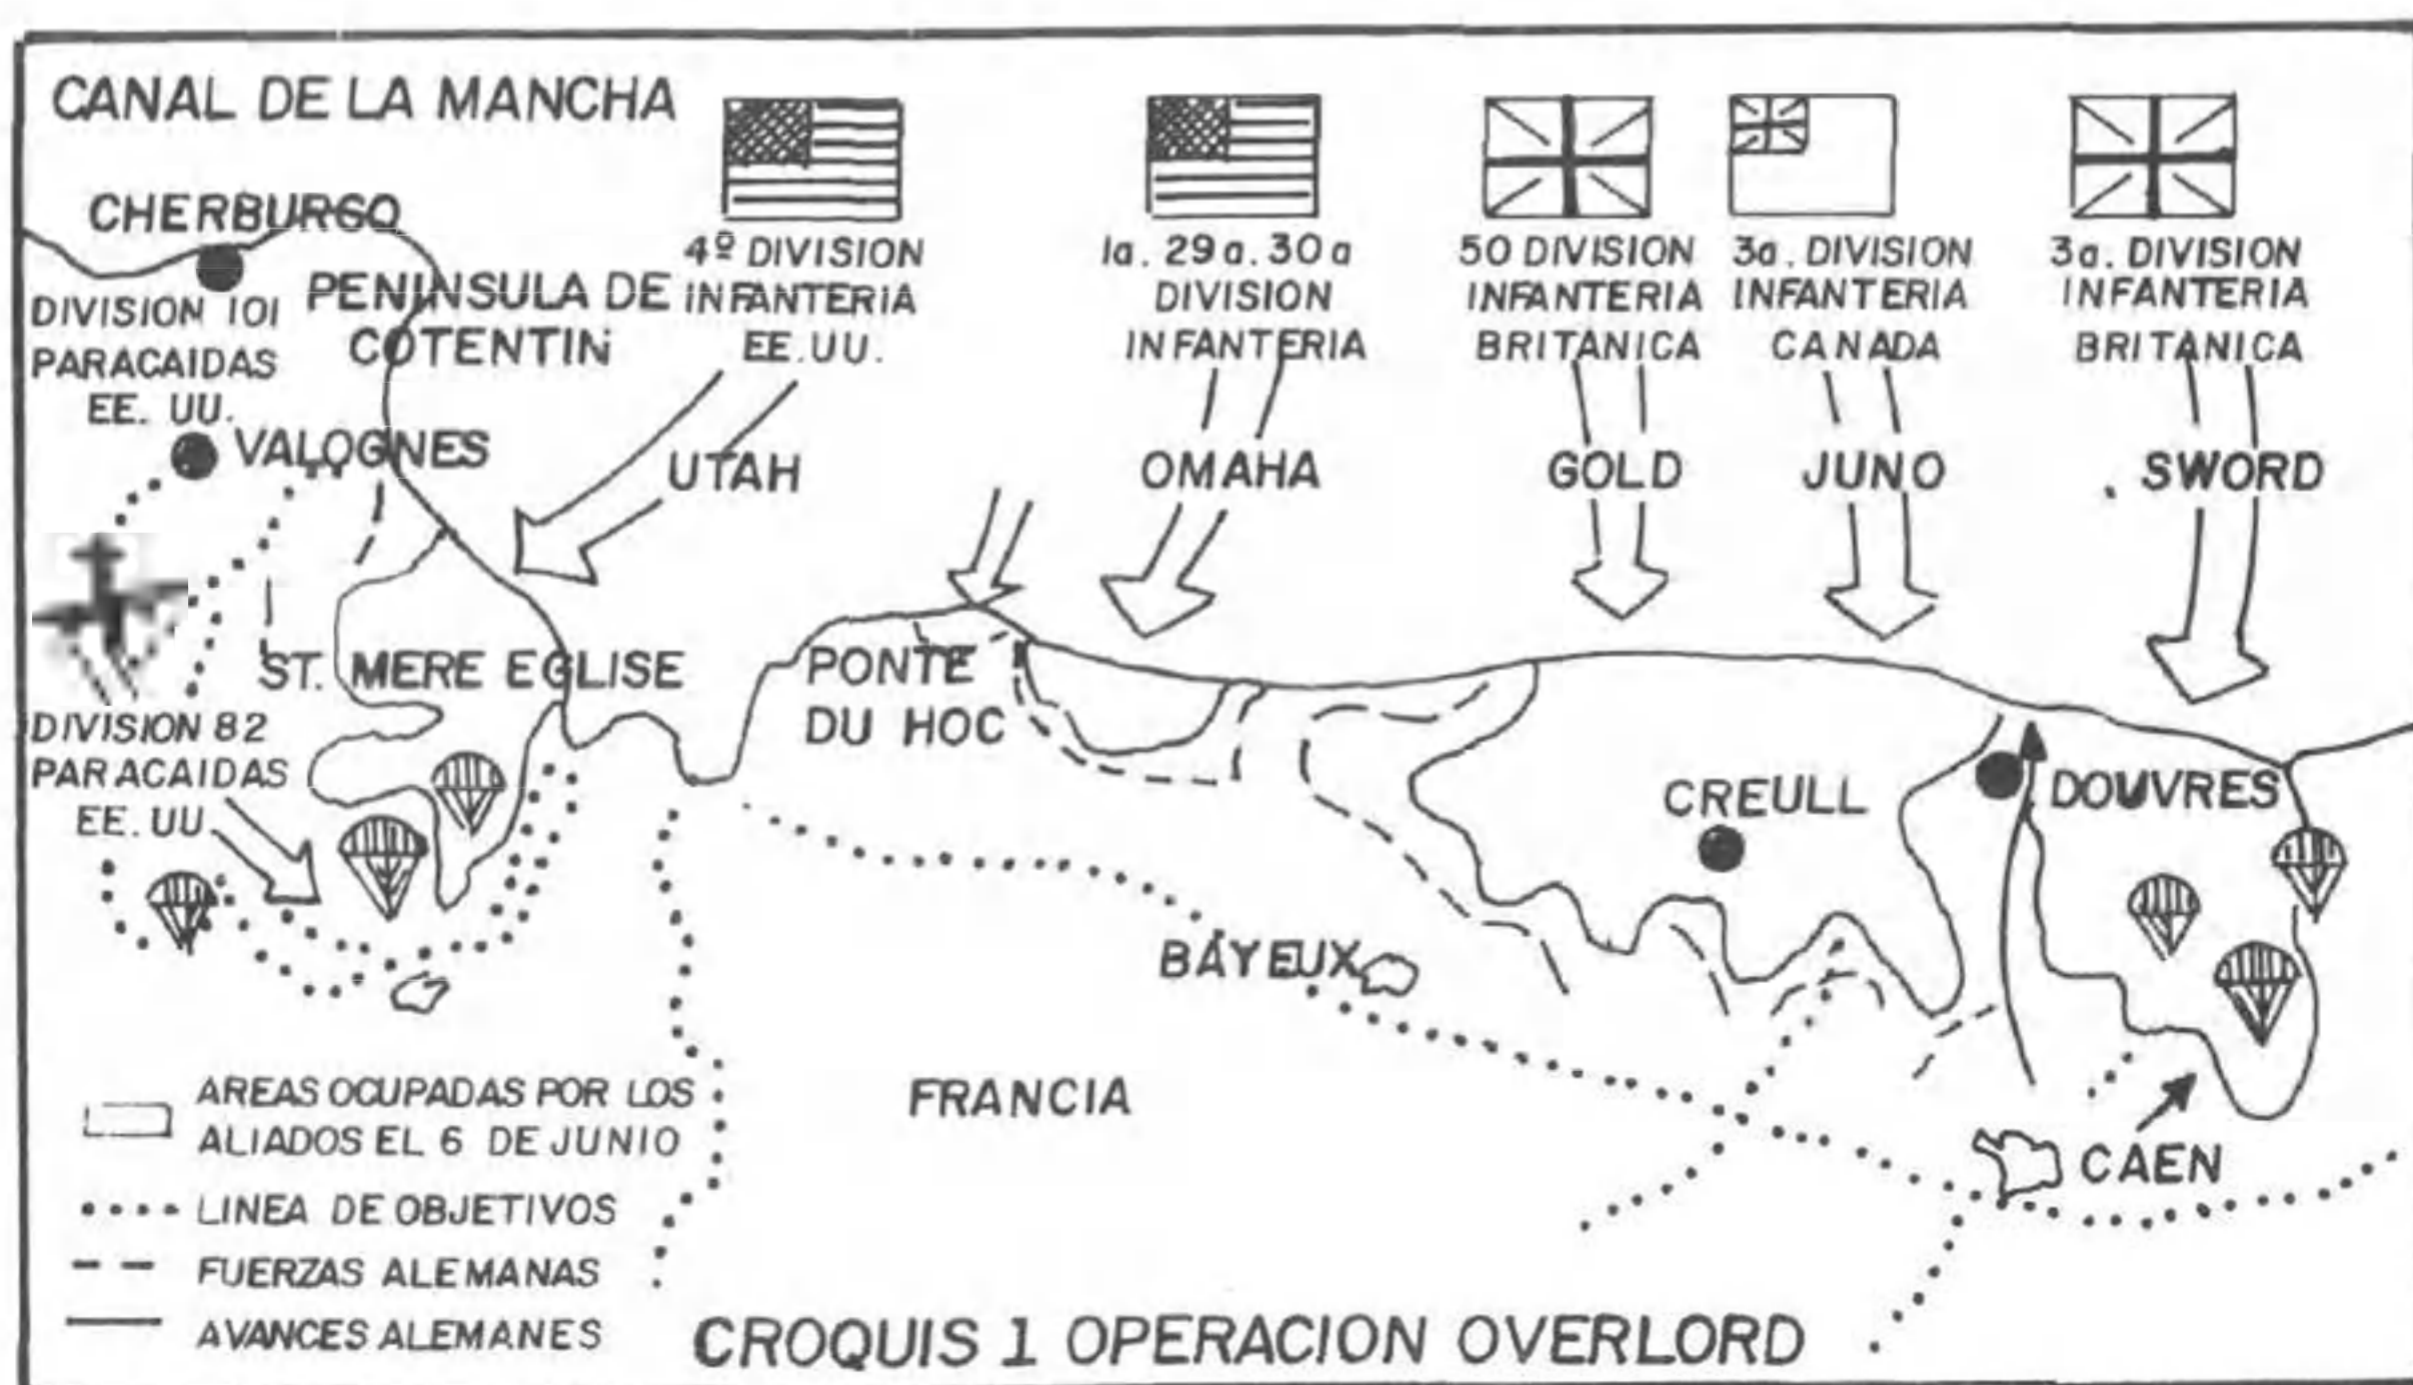 CANAL DE LA MANCHA
CHERBURGO
DIVISION 101
PARACAIDAS
EE. UU.
PENINSULA DE
COTENTIN
4º DIVISION
INFANTERIA
EE.UU.
1a. 29a. 30a
DIVISION
INFANTERIA
50 DIVISION
INFANTERIA
BRITANICA
3a. DIVISION
INFANTERIA
CANADA
3a. DIVISION
INFANTERIA
BRITANICA
VALOGNES
UTAH
OMAHA
GOLD
JUNO
SWORD
ST. MERE EGLISE
PONTE
DU HOC
DIVISION 82
PARACAIDAS
EE.UU.
CREULL
DOUVRES
BAYEUX
FRANCIA
CAEN
AREAS OCUPADAS POR LOS
ALIADOS EL 6 DE JUNIO
LINEA DE OBJETIVOS
FUERZAS ALEMANAS
AVANCES ALEMANES
CROQUIS 1 OPERACION OVERLORD